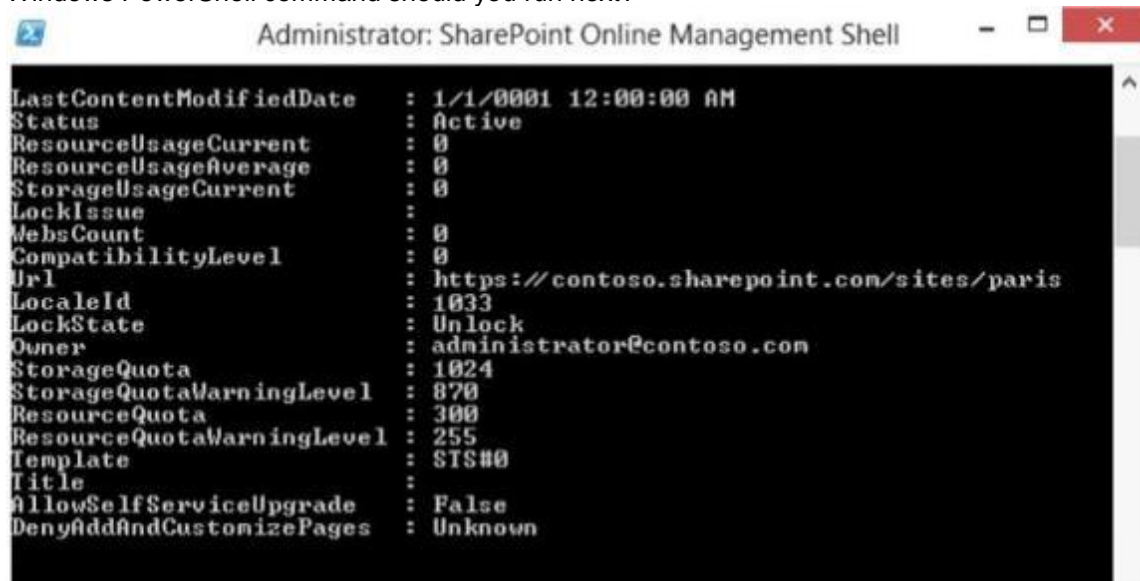 Windows PowerShell command should you run next?
Administrator: SharePoint Online Management Shell
LastContentModifiedDate : 1/1/0001 12:00:00 AM
Status : Active
ResourceUsageCurrent : 0
ResourceUsageAverage : 0
StorageUsageCurrent : 0
LockIssue :
WebsCount : 0
CompatibilityLevel : 0
Url : https://contoso.sharepoint.com/sites/paris
LocaleId : 1033
LockState : Unlock
Owner : administrator@contoso.com
StorageQuota : 1024
StorageQuotaWarningLevel : 870
ResourceQuota : 300
ResourceQuotaWarningLevel : 255
Template : STS#0
Title :
AllowSelfServiceUpgrade : False
DenyAddAndCustomizePages : Unknown